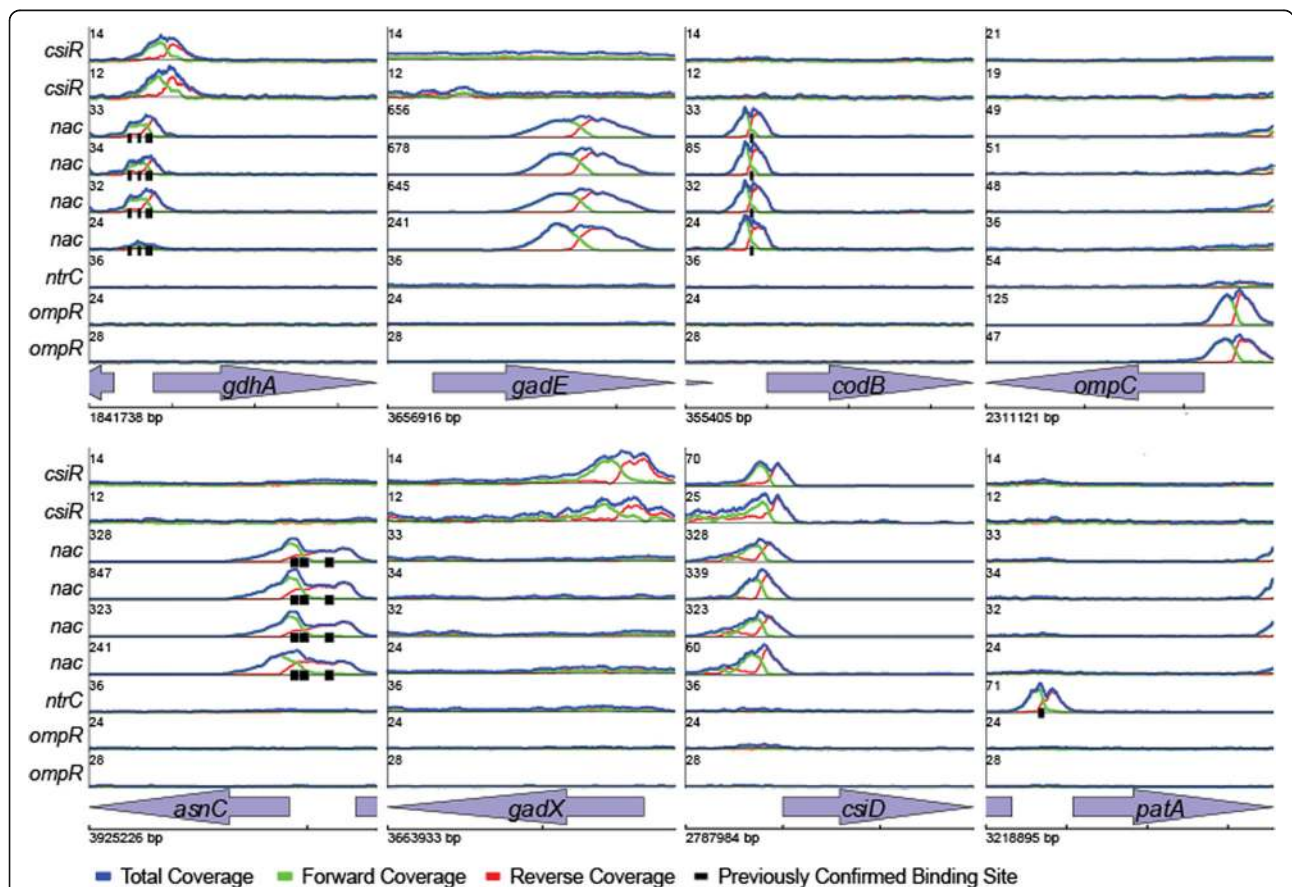 csiR 14 14 21
csiR 12 12 12 19
nac 33 656 33 49
nac 34 678 85 51
nac 32 645 32 48
nac 24 241 24 36
ntrC 36 36 36 54
ompR 24 24 24 125
ompR 28 28 28 47
gdhA gadE codB ompC
1841738 bp 3656916 bp 355405 bp 2311121 bp
csiR 14 14 70 14
csiR 12 12 25 12
nac 328 33 328 33
nac 847 34 339 34
nac 323 32 323 32
nac 241 24 60 24
ntrC 36 36 36 71
ompR 24 24 24 24
ompR 28 28 28 28
asnC gadX csiD patA
3925226 bp 3663933 bp 2787984 bp 3218895 bp
Total Coverage Forward Coverage Reverse Coverage Previously Confirmed Binding Site